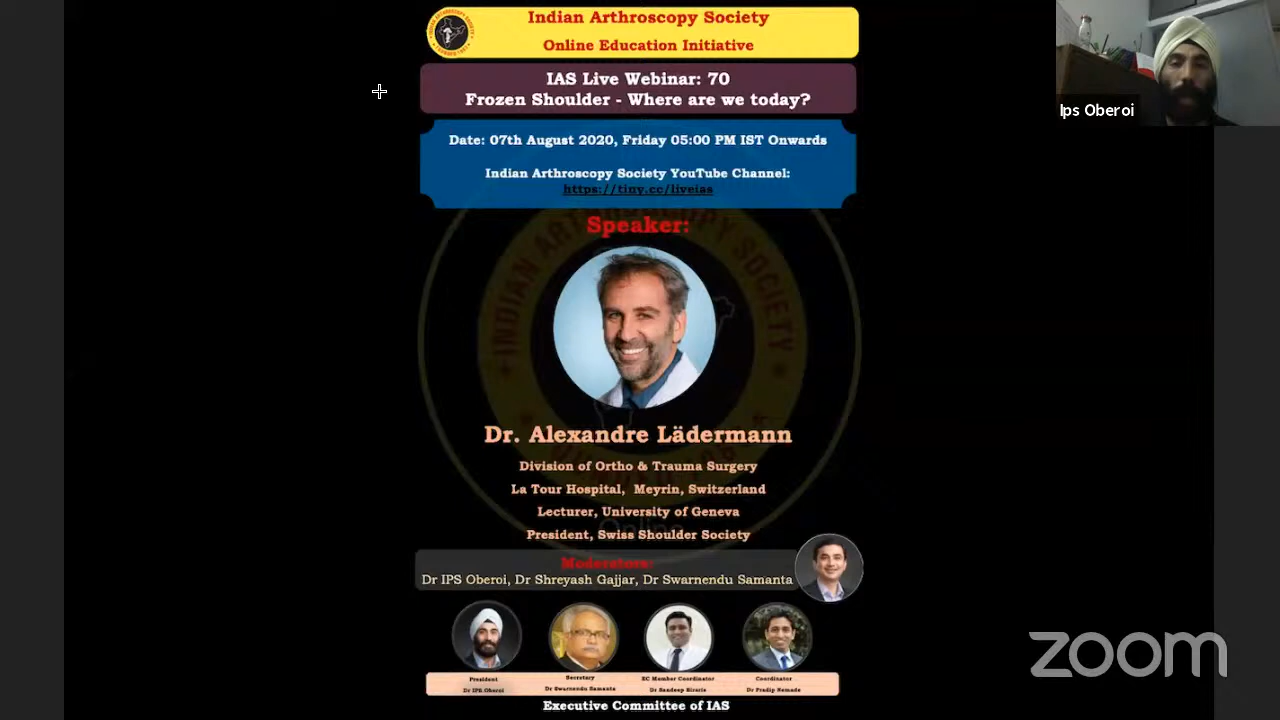 Indian Arthroscopy Society
Online Education Initiative
IAS Live Webinar: 70
Frozen Shoulder - Where are we today?
Date: 07th August 2020, Friday 05:00 PM IST Onwards
Indian Arthroscopy Society YouTube Channel:
https://tiny.cc/liveias
Speaker:
Dr. Alexandre Lädermann
Division of Ortho & Trauma Surgery
La Tour Hospital, Meyrin, Switzerland
Lecturer, University of Geneva
President, Swiss Shoulder Society
Moderators:
Dr IPS Oberoi, Dr Shreyash Gajjar, Dr Swarnendu Samanta
President Secretary EC Member Coordinator Coordinator
Dr IPS Oberoi Dr Swarnendu Samanta Dr Sandeep Biraris Dr Pradip Nemade
Executive Committee of IAS
Ips Oberoi
zoom